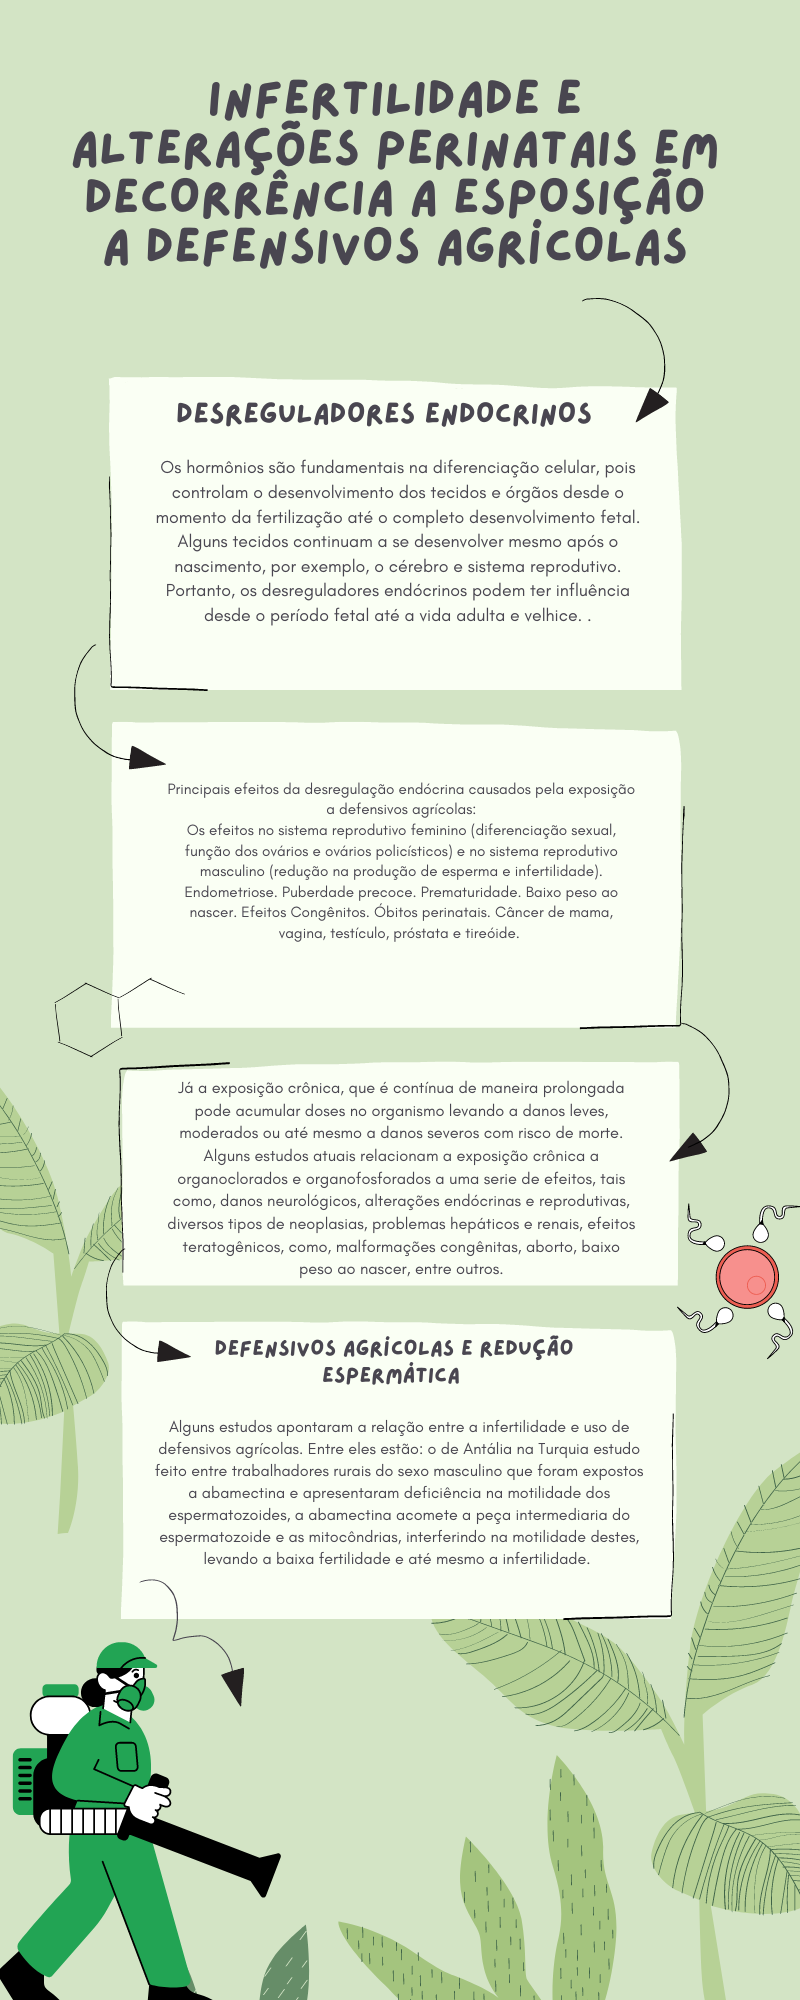 INFERTILIDADE E
ALTERAÇÕES PERINATAIS EM
DECORRÊNCIA A ESPOSIÇÃO
A DEFENSIVOS AGRÍCOLAS
DESREGULADORES ENDOCRINOS
Os hormônios são fundamentais na diferenciação celular, pois
controlam o desenvolvimento dos tecidos e órgãos desde o
momento da fertilização até o completo desenvolvimento fetal.
Alguns tecidos continuam a se desenvolver mesmo após o
nascimento, por exemplo, o cérebro e sistema reprodutivo.
Portanto, os desreguladores endócrinos podem ter influência
desde o período fetal até a vida adulta e velhice. .
Principais efeitos da desregulação endócrina causados pela exposição
a defensivos agrícolas:
Os efeitos no sistema reprodutivo feminino (diferenciação sexual,
função dos ovários e ovários policísticos) e no sistema reprodutivo
masculino (redução na produção de esperma e infertilidade).
Endometriose. Puberdade precoce. Prematuridade. Baixo peso ao
nascer. Efeitos Congênitos. Óbitos perinatais. Câncer de mama,
vagina, testículo, próstata e tireóide.
Já a exposição crônica, que é contínua de maneira prolongada
pode acumular doses no organismo levando a danos leves,
moderados ou até mesmo a danos severos com risco de morte.
Alguns estudos atuais relacionam a exposição crônica a
organoclorados e organofosforados a uma serie de efeitos, tais
como, danos neurológicos, alterações endócrinas e reprodutivas,
diversos tipos de neoplasias, problemas hepáticos e renais, efeitos
teratogênicos, como, malformações congênitas, aborto, baixo
peso ao nascer, entre outros.
DEFENSIVOS AGRÍCOLAS E REDUÇÃO
ESPERMÁTICA
Alguns estudos apontaram a relação entre a infertilidade e uso de
defensivos agrícolas. Entre eles estão: o de Antália na Turquia estudo
feito entre trabalhadores rurais do sexo masculino que foram expostos
a abamectina e apresentaram deficiência na motilidade dos
espermatozoides, a abamectina acomete a peça intermediaria do
espermatozoide e as mitocôndrias, interferindo na motilidade destes,
levando a baixa fertilidade e até mesmo a infertilidade.